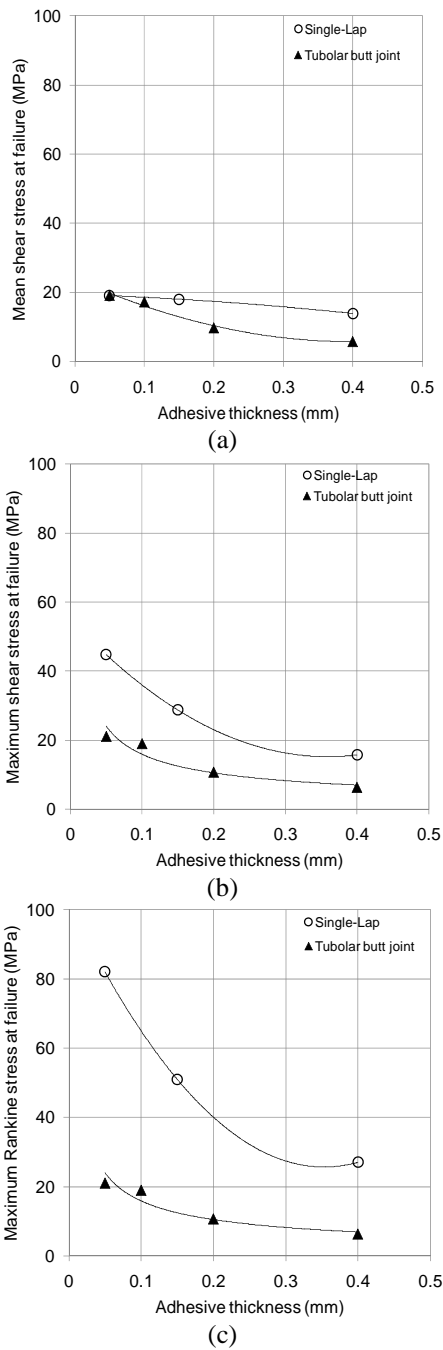 100
80
60
40
20
0
Mean shear stress at failure (MPa)
Single-Lap
Tubolar butt joint
0 0.1 0.2 0.3 0.4 0.5
Adhesive thickness (mm)
(a)
100
80
60
40
20
0
Maximum shear stress at failure (MPa)
Single-Lap
Tubolar butt joint
0 0.1 0.2 0.3 0.4 0.5
Adhesive thickness (mm)
(b)
100
80
60
40
20
0
Maximum Rankine stress at failure (MPa)
Single-Lap
Tubolar butt joint
0 0.1 0.2 0.3 0.4 0.5
Adhesive thickness (mm)
(c)